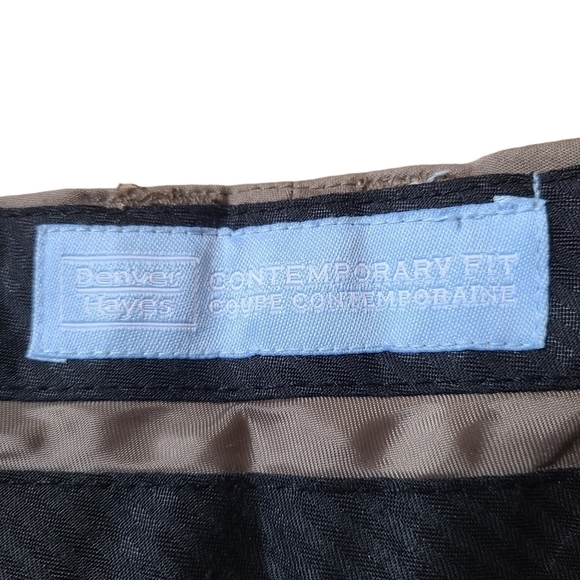 Denver
Hayes
CONTEMPORARY FIT
COUPE CONTEMPORAINE